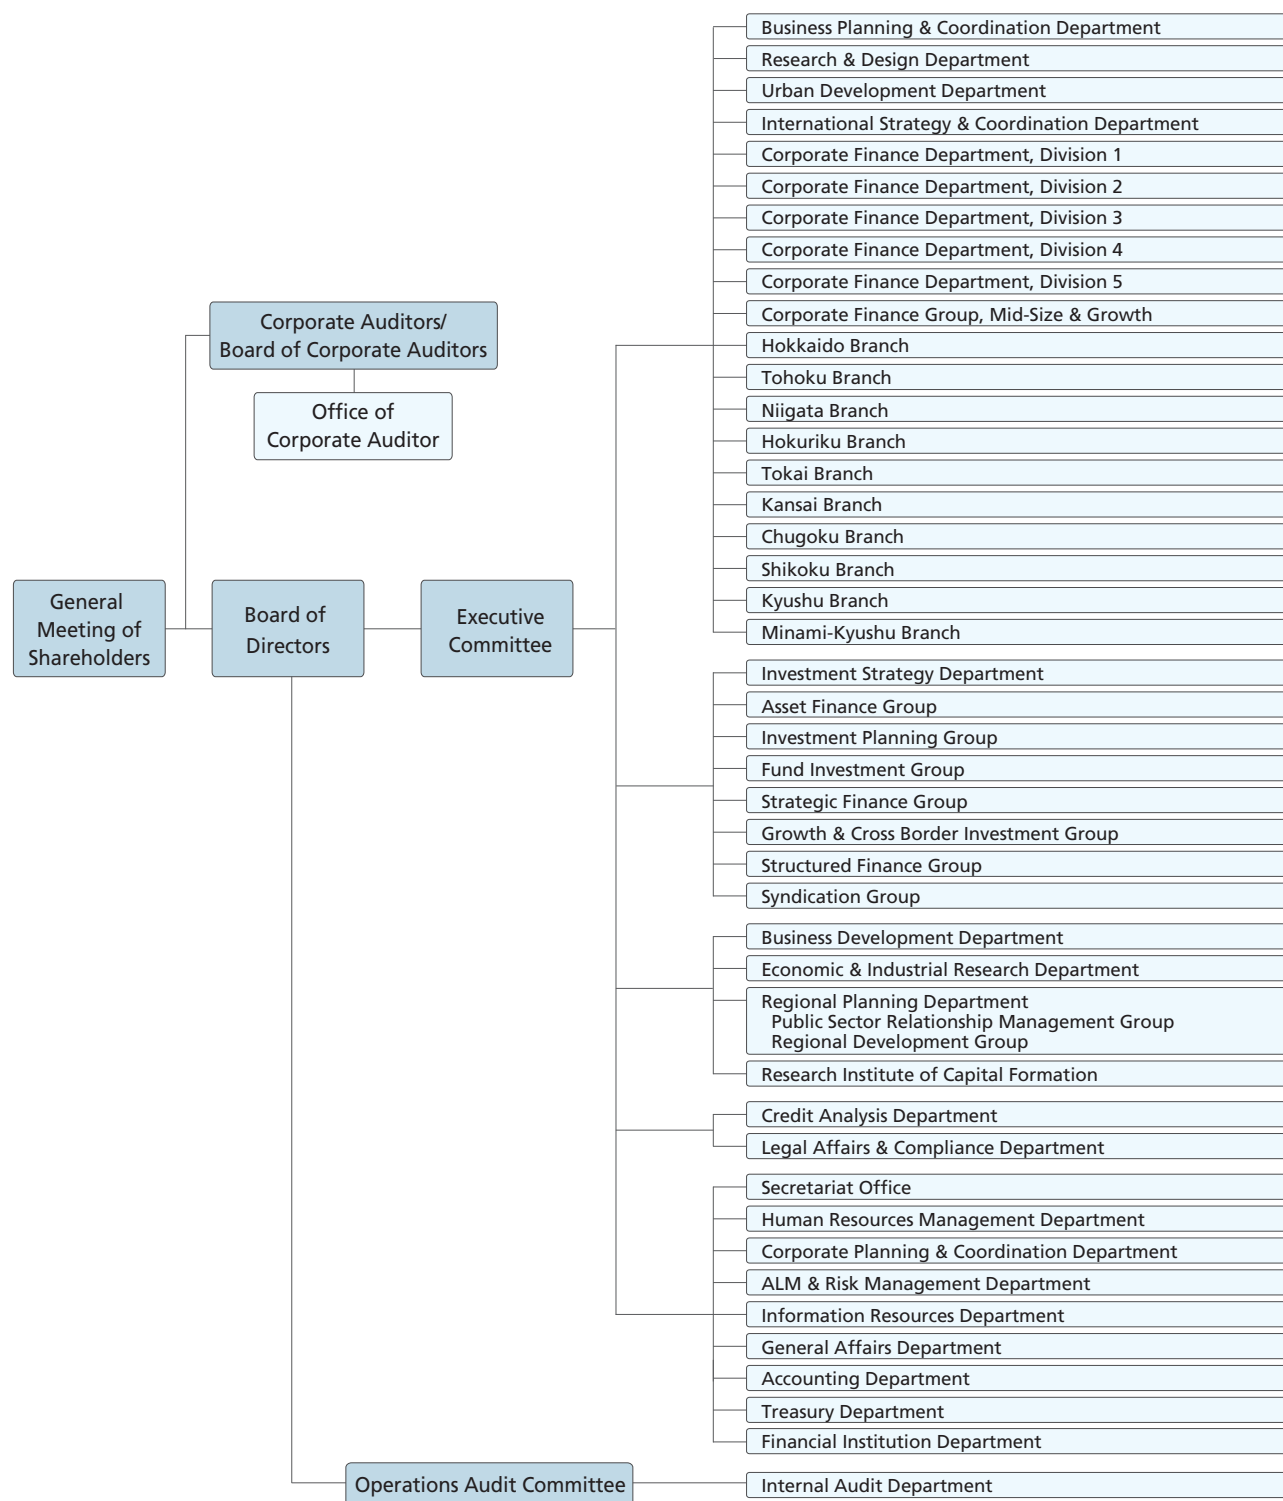 General
Meeting of
Shareholders
Corporate Auditors/
Board of Corporate Auditors
Office of
Corporate Auditor
Board of
Directors
Executive
Committee
Business Planning & Coordination Department
Research & Design Department
Urban Development Department
International Strategy & Coordination Department
Corporate Finance Department, Division 1
Corporate Finance Department, Division 2
Corporate Finance Department, Division 3
Corporate Finance Department, Division 4
Corporate Finance Department, Division 5
Corporate Finance Group, Mid-Size & Growth
Hokkaido Branch
Tohoku Branch
Niigata Branch
Hokuriku Branch
Tokai Branch
Kansai Branch
Chugoku Branch
Shikoku Branch
Kyushu Branch
Minami-Kyushu Branch
Investment Strategy Department
Asset Finance Group
Investment Planning Group
Fund Investment Group
Strategic Finance Group
Growth & Cross Border Investment Group
Structured Finance Group
Syndication Group
Business Development Department
Economic & Industrial Research Department
Regional Planning Department
Public Sector Relationship Management Group
Regional Development Group
Research Institute of Capital Formation
Credit Analysis Department
Legal Affairs & Compliance Department
Secretariat Office
Human Resources Management Department
Corporate Planning & Coordination Department
ALM & Risk Management Department
Information Resources Department
General Affairs Department
Accounting Department
Treasury Department
Financial Institution Department
Operations Audit Committee
Internal Audit Department